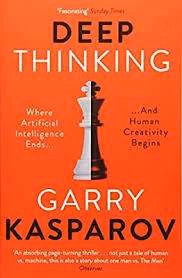 'Fascinating' Sunday Times
DEEP
THINKING
Where
Artificial
Intelligence
Ends...
...And
Human
Creativity
Begins
GARRY
KASPAROV
'An absorbing page-turning thriller ... not just a tale of human
vs. machine, this is also a story about one man vs. The Man'
Observer